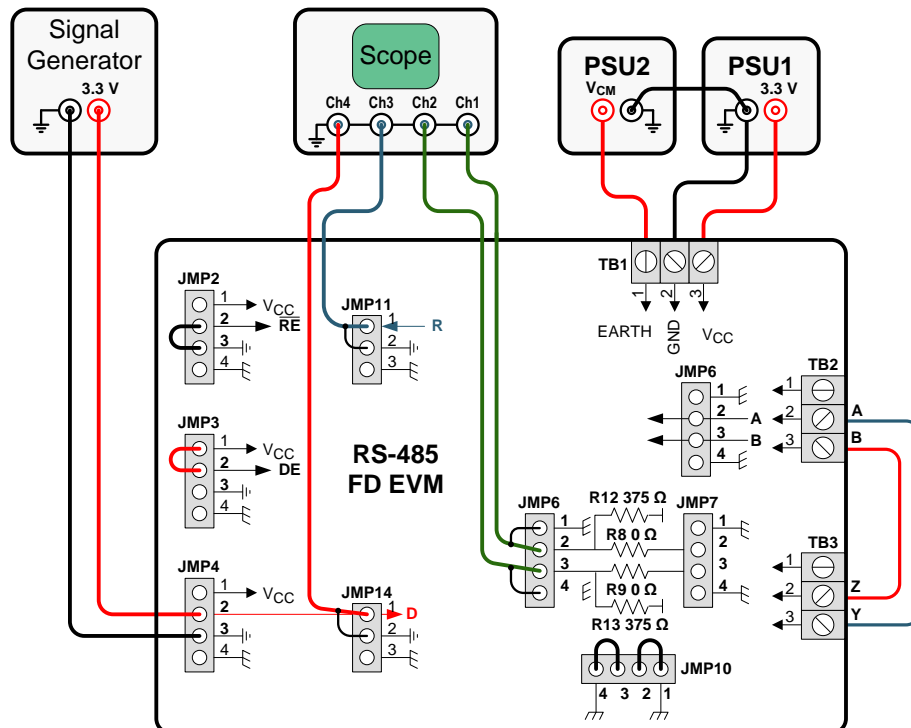 Signal
Generator
3.3 V
Scope
Ch4
Ch3
Ch2
Ch1
PSU2
VCM
PSU1
3.3 V
TB1
1
2
3
EARTH
GND
VCC
JMP2
1
VCC
2
RE
3
4
JMP11
1
R
2
3
JMP3
1
VCC
2
DE
3
4
RS-485
FD EVM
JMP6
1
2
A
3
B
4
TB2
1
2
A
3
B
JMP6
1
2
3
4
R12 375 Ω
R8 0 Ω
R9 0 Ω
R13 375 Ω
JMP7
1
2
3
4
TB3
1
2
Z
3
Y
JMP4
1
VCC
2
3
4
JMP14
1
D
2
3
JMP10
4
3
2
1